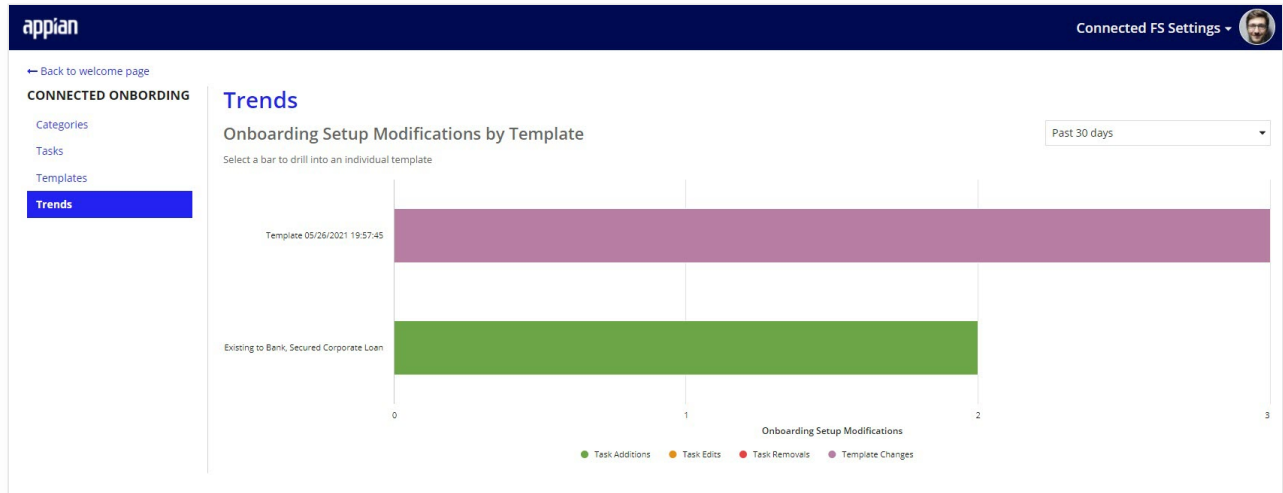 appian
Connected FS Settings
← Back to welcome page
CONNECTED ONBORDING
Categories
Tasks
Templates
Trends
Trends
Onboarding Setup Modifications by Template
Past 30 days
Select a bar to drill into an individual template
Template 05/26/2021 19:57:45
Existing to Bank, Secured Corporate Loan
0 1 2 3
Onboarding Setup Modifications
Task Additions Task Edits Task Removals Template Changes